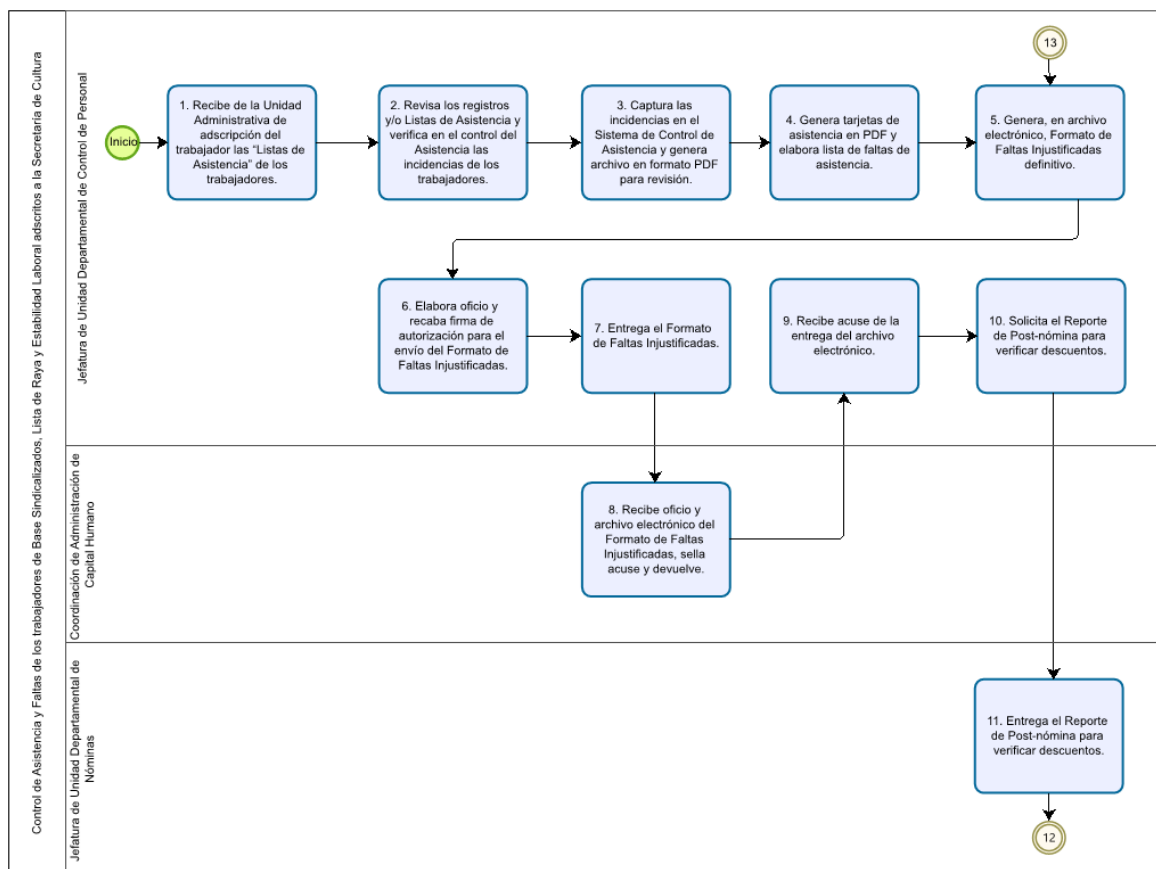 Control de Asistencia y Faltas de los trabajadores de Base Sindicalizados, Lista de Raya y Estabilidad Laboral adscritos a la Secretaría de Cultura
Jefatura de Unidad Departamental de Control de Personal
13
Inicio
1. Recibe de la Unidad
Administrativa de
adscripción del
trabajador las “Listas de
Asistencia” de los
trabajadores.
2. Revisa los registros
y/o Listas de Asistencia y
verifica en el control del
Asistencia las
incidencias de los
trabajadores.
3. Captura las
incidencias en el
Sistema de Control de
Asistencia y genera
archivo en formato PDF
para revisión.
4. Genera tarjetas de
asistencia en PDF y
elabora lista de faltas de
asistencia.
5. Genera, en archivo
electrónico, Formato de
Faltas Injustificadas
definitivo.
6. Elabora oficio y
recaba firma de
autorización para el
envío del Formato de
Faltas Injustificadas.
7. Entrega el Formato
de Faltas Injustificadas.
9. Recibe acuse de la
entrega del archivo
electrónico.
10. Solicita el Reporte
de Post-nómina para
verificar descuentos.
Coordinación de Administración de
Capital Humano
8. Recibe oficio y
archivo electrónico del
Formato de Faltas
Injustificadas, sella
acuse y devuelve.
Jefatura de Unidad Departamental de
Nóminas
11. Entrega el Reporte
de Post-nómina para
verificar descuentos.
12